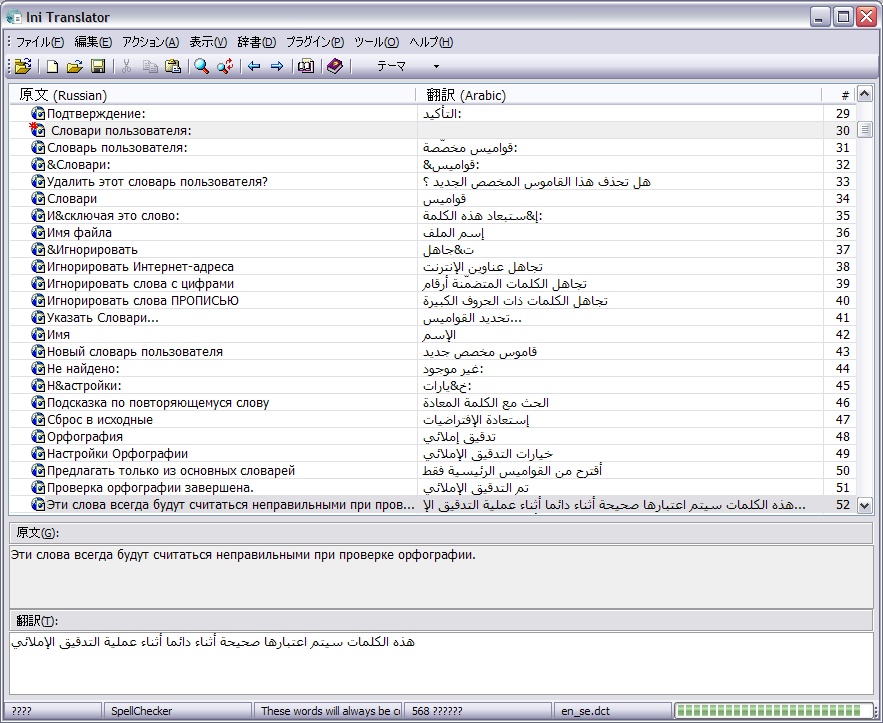 Ini Translator
ファイル(F) 編集(E) アクション(A) 表示(V) 辞書(D) プラグイン(P) ツール(O) ヘルプ(H)
テーマ
原文 (Russian) 翻訳 (Arabic) #
Подтверждение: التأكيد: 29
Словари пользователя: 30
Словарь пользователя: قواميس مخصّصة: 31
&Словари: &قواميس: 32
Удалить этот словарь пользователя? هل تحذف هذا القاموس المخصص الجديد ؟ 33
Словари قواميس 34
И&сключая это слово: إ&ستبعاد هذه الكلمة: 35
Имя файла إسم الملف 36
&Игнорировать ت&جاهل 37
Игнорировать Интернет-адреса تجاهل عناوين الإنترنت 38
Игнорировать слова с цифрами تجاهل الكلمات المتضمّنة أرقام 39
Игнорировать слова ПРОПИСЬЮ تجاهل الكلمات ذات الحروف الكبيرة 40
Указать Словари... تحديد القواميس... 41
Имя الإسم 42
Новый словарь пользователя قاموس مخصص جديد 43
Не найдено: غير موجود: 44
Н&астройки: خ&يارات: 45
Подсказка по повторяющемуся слову الحث مع الكلمة المعادة 46
Сброс в исходные إستعادة الإفتراضيات 47
Орфография تدقيق إملائي 48
Настройки Орфографии خيارات التدقيق الإملائي 49
Предлагать только из основных словарей أقترح من القواميس الرئيسية فقط 50
Проверка орфографии завершена. تم التدقيق الإملائي 51
Эти слова всегда будут считаться неправильными при пров... هذه الكلمات سيتم اعتبارها صحيحة أثناء دائما أثناء عملية التدقيق الإ... 52
原文(G):
Эти слова всегда будут считаться неправильными при проверке орфографии.
翻訳(T):
هذه الكلمات سيتم اعتبارها صحيحة أثناء دائما أثناء عملية التدقيق الإملائي
???? SpellChecker These words will always be co 568 ?????? en_se.dct